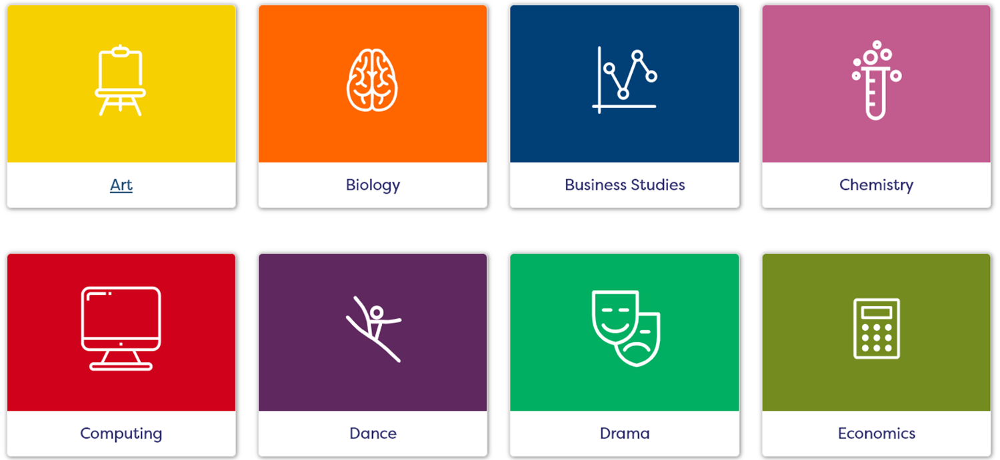 Art
Biology
Business Studies
Chemistry
Computing
Dance
Drama
Economics